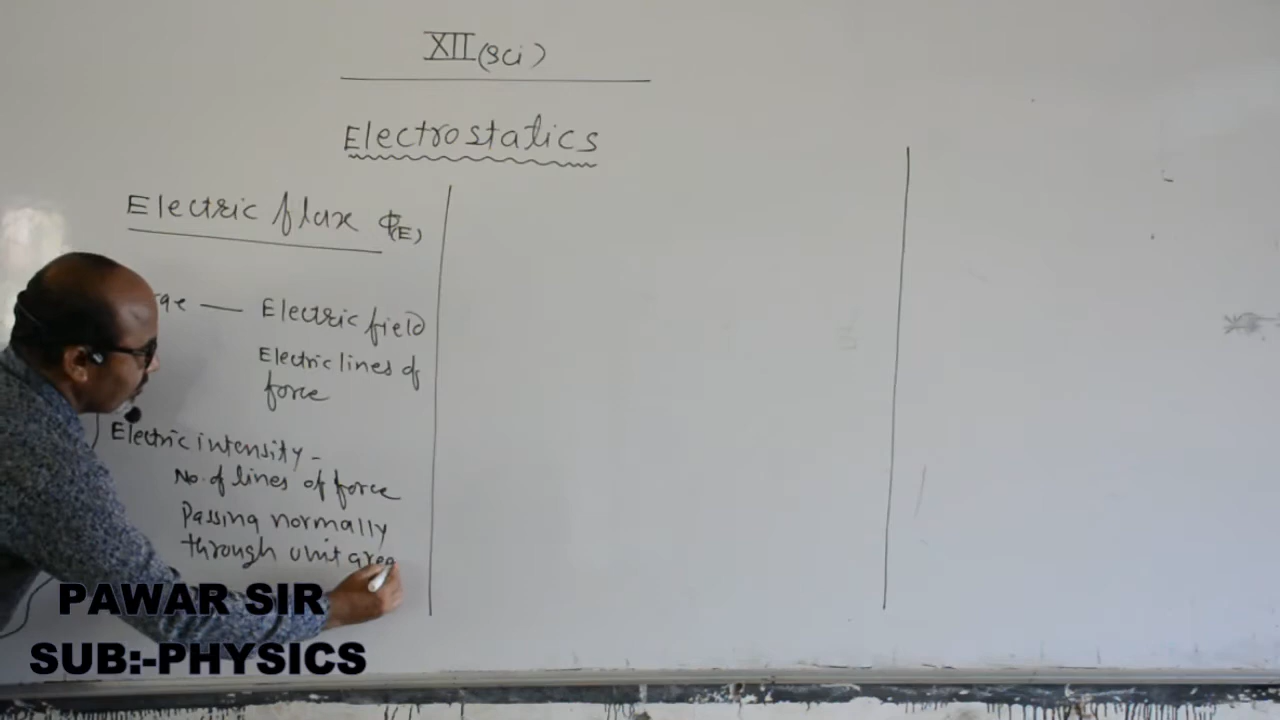 XII (Sci)
Electrostatics
Electric flux Φ(E)
Electric field
Electric lines of
force
Electric intensity -
No. of lines of force
Passing normally
through unit area
PAWAR SIR
SUB:-PHYSICS